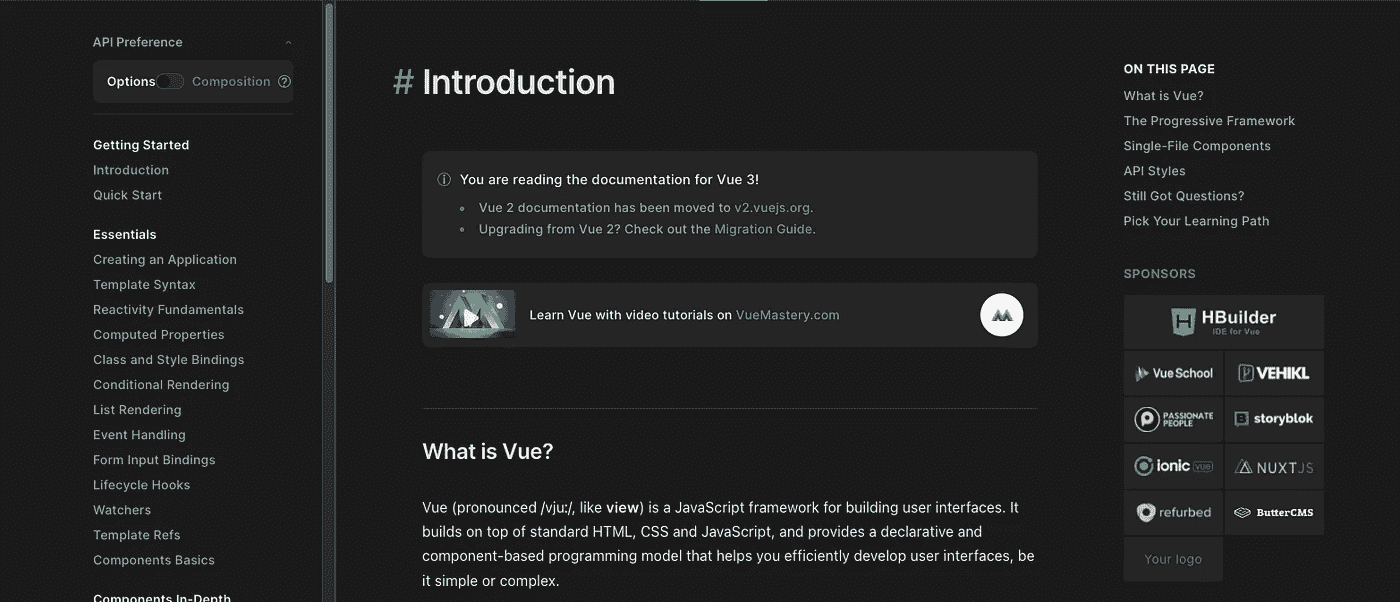 API Preference
Options Composition ?
Getting Started
Introduction
Quick Start
Essentials
Creating an Application
Template Syntax
Reactivity Fundamentals
Computed Properties
Class and Style Bindings
Conditional Rendering
List Rendering
Event Handling
Form Input Bindings
Lifecycle Hooks
Watchers
Template Refs
Components Basics
Components In-Depth
# Introduction
You are reading the documentation for Vue 3!
• Vue 2 documentation has been moved to v2.vuejs.org.
• Upgrading from Vue 2? Check out the Migration Guide.
Learn Vue with video tutorials on VueMastery.com
What is Vue?
Vue (pronounced /vjuː/, like view) is a JavaScript framework for building user interfaces. It
builds on top of standard HTML, CSS and JavaScript, and provides a declarative and
component-based programming model that helps you efficiently develop user interfaces, be
it simple or complex.
ON THIS PAGE
What is Vue?
The Progressive Framework
Single-File Components
API Styles
Still Got Questions?
Pick Your Learning Path
SPONSORS
HBuilder
IDE for Vue
Vue School
VEHIKL
PASSIONATE
PEOPLE
storyblok
ionic VUE
NUXTJS
refurbed
ButterCMS
Your logo